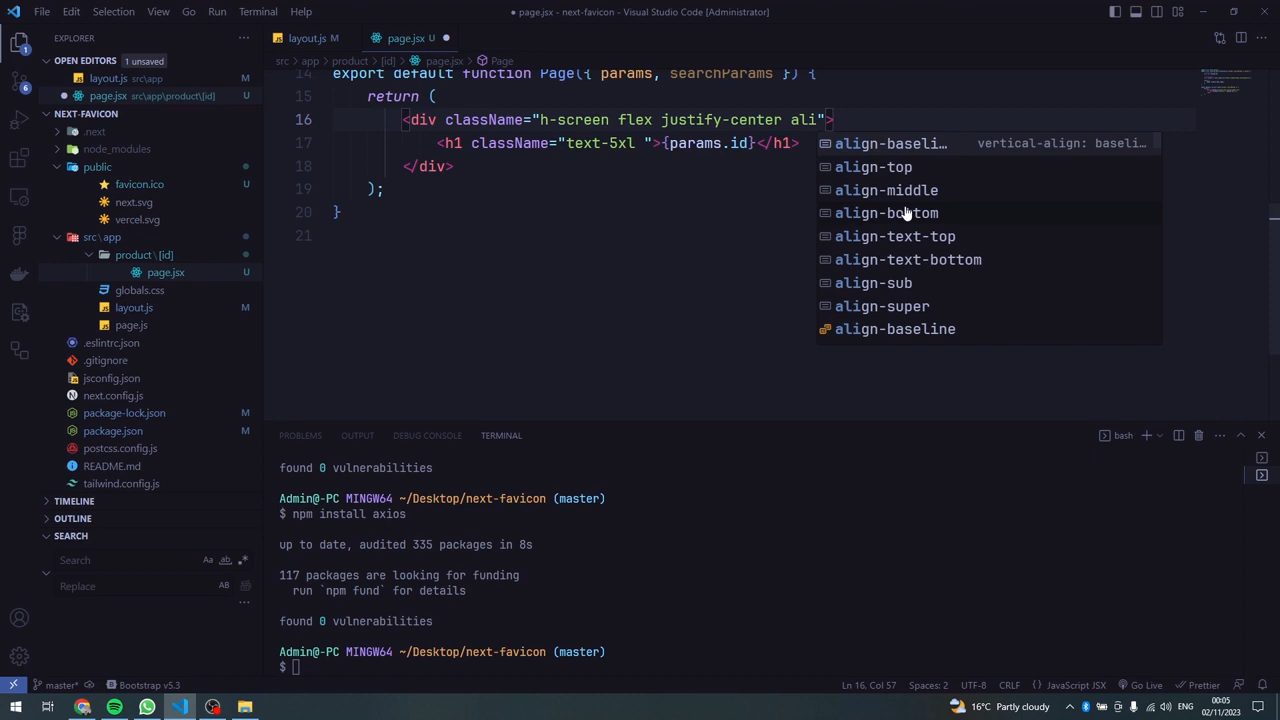 File Edit Selection View Go Run Terminal Help
● page.jsx - next-favicon - Visual Studio Code [Administrator]
EXPLORER
OPEN EDITORS 1 unsaved
layout.js src\app M
page.jsx src\app\product\[id] U
NEXT-FAVICON
.next
node_modules
public
favicon.ico U
next.svg
vercel.svg
src\app
product\[id]
page.jsx U
globals.css
layout.js M
page.js
.eslintrc.json
.gitignore
jsconfig.json
next.config.js
package-lock.json M
package.json M
postcss.config.js
README.md
tailwind.config.js
TIMELINE
OUTLINE
SEARCH
Search Aa ab
Replace AB
layout.js M page.jsx U
src > app > product > [id] > page.jsx > Page
14 export default function Page({ params, searchParams }) {
15 return (
16 <div className="h-screen flex justify-center ali">
17 <h1 className="text-5xl ">{params.id}</h1>
18 </div>
19 );
20 }
21
align-baseli… vertical-align: baseli…
align-top
align-middle
align-bottom
align-text-top
align-text-bottom
align-sub
align-super
align-baseline
PROBLEMS OUTPUT DEBUG CONSOLE TERMINAL
bash
found 0 vulnerabilities
Admin@-PC MINGW64 ~/Desktop/next-favicon (master)
$ npm install axios
up to date, audited 335 packages in 8s
117 packages are looking for funding
run `npm fund` for details
found 0 vulnerabilities
Admin@-PC MINGW64 ~/Desktop/next-favicon (master)
$
master* Bootstrap v5.3
Ln 16, Col 57 Spaces: 2 UTF-8 CRLF JavaScript JSX Go Live Prettier
16°C Partly cloudy
ENG
00:05
02/11/2023
1
6